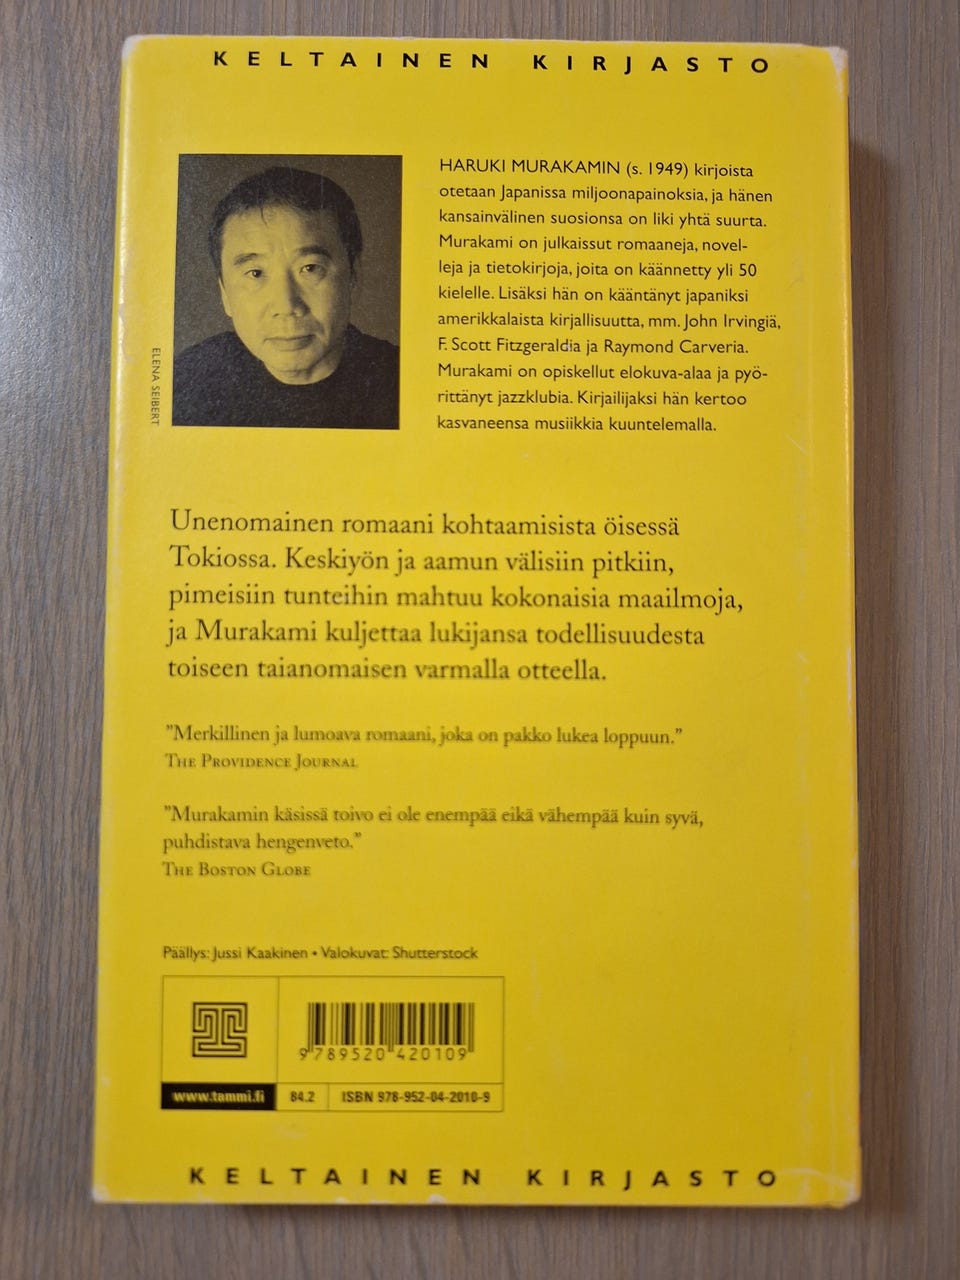 KELTAINEN KIRJASTO
HARUKI MURAKAMIN (s. 1949) kirjoista
otetaan Japanissa miljoonapainoksia, ja hänen
kansainvälinen suosionsa on liki yhtä suurta.
Murakami on julkaissut romaaneja, novel-
leja ja tietokirjoja, joita on käännetty yli 50
kielelle. Lisäksi hän on kääntänyt japaniksi
amerikkalaista kirjallisuutta, mm. John Irvingiä,
F. Scott Fitzgeraldia ja Raymond Carveria.
Murakami on opiskellut elokuva-alaa ja pyö-
rittänyt jazzklubia. Kirjailijaksi hän kertoo
kasvaneensa musiikkia kuuntelemalla.
ELENA SEIBERT
Unenomainen romaani kohtaamisista öisessä
Tokiossa. Keskiyön ja aamun välisiin pitkiin,
pimeisiin tunteihin mahtuu kokonaisia maailmoja,
ja Murakami kuljettaa lukijansa todellisuudesta
toiseen taianomaisen varmalla otteella.
"Merkillinen ja lumoava romaani, joka on pakko lukea loppuun."
THE PROVIDENCE JOURNAL
"Murakamin käsissä toivo ei ole enempää eikä vähempää kuin syvä,
puhdistava hengenveto."
THE BOSTON GLOBE
Päällys: Jussi Kaakinen • Valokuvat: Shutterstock
9 789520 420109
www.tammi.fi 84.2 ISBN 978-952-04-2010-9
KELTAINEN KIRJASTO